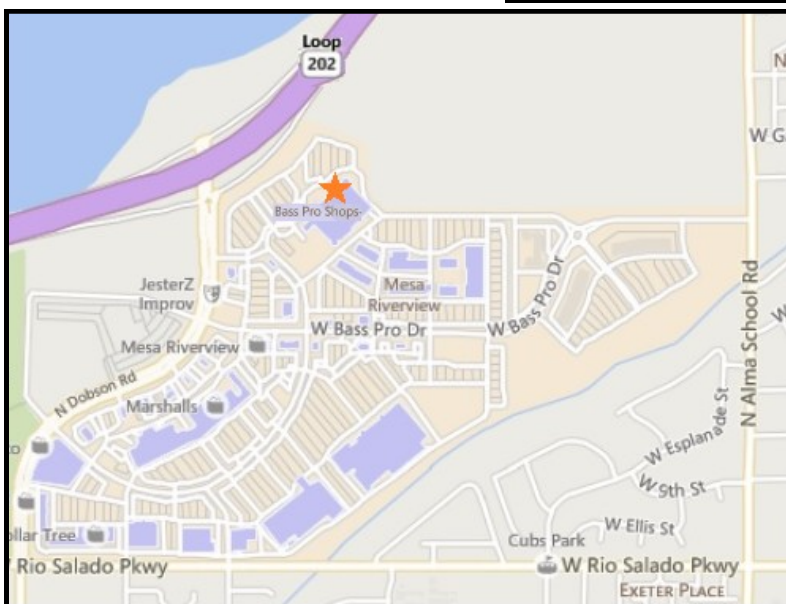 Loop
202
N
W G
Bass Pro Shops
JesterZ
Improv
Mesa
Riverview
W Bass Pro Dr
W Bass Pro Dr
Mesa Riverview
N Alma School Rd
N Dobson Rd
Marshalls
W Esplanade St
W 9th St
W Ellis St
ollar Tree
Cubs Park
Rio Salado Pkwy
W Rio Salado Pkwy
EXETER PLACE